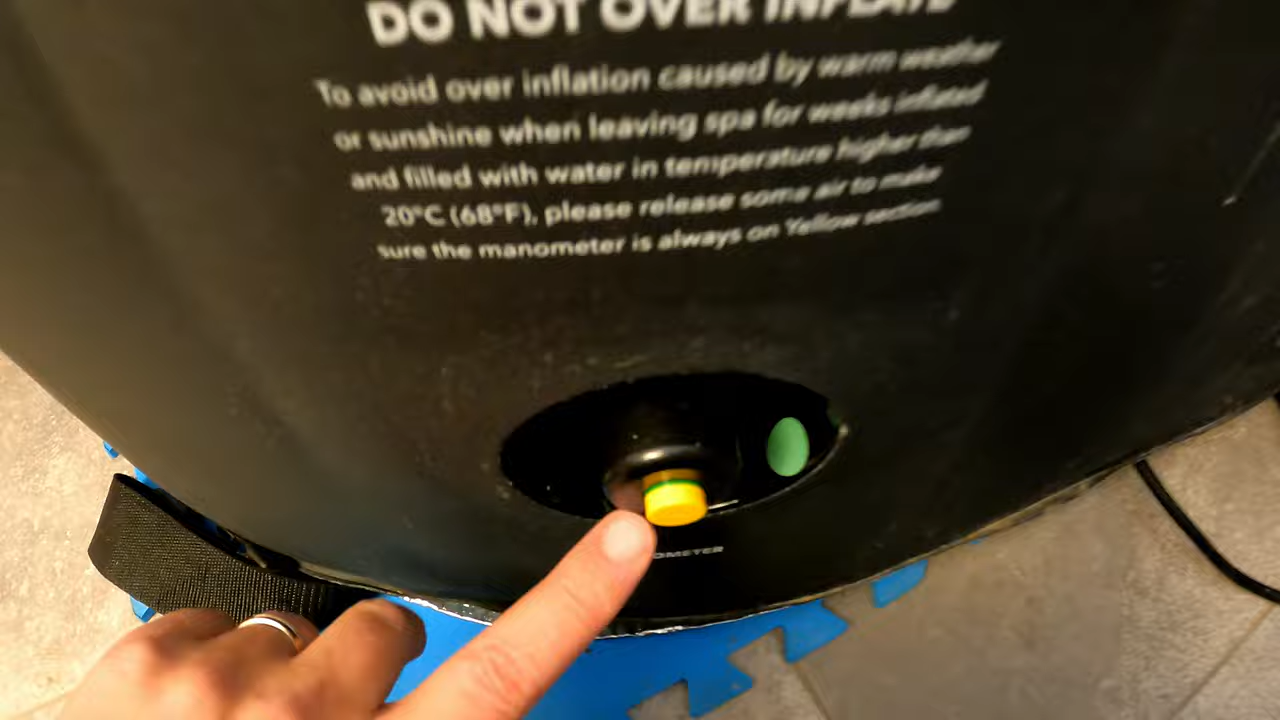 DO NOT OVER INFLATE
To avoid over inflation caused by warm weather
or sunshine when leaving spa for weeks inflated
and filled with water in temperature higher than
20°C (68°F), please release some air to make
sure the manometer is always on Yellow section.
OMETER